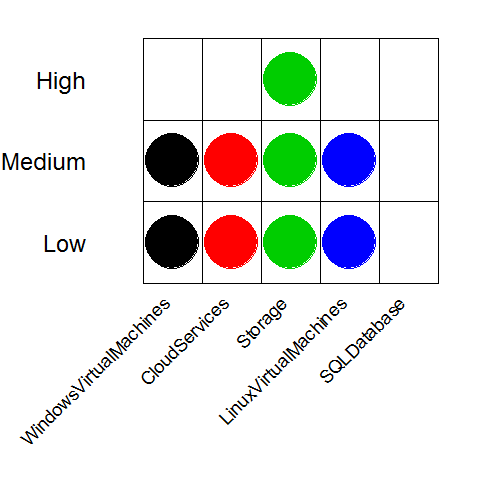 High
Medium
Low
WindowsVirtualMachines
CloudServices
Storage
LinuxVirtualMachines
SQLDatabase